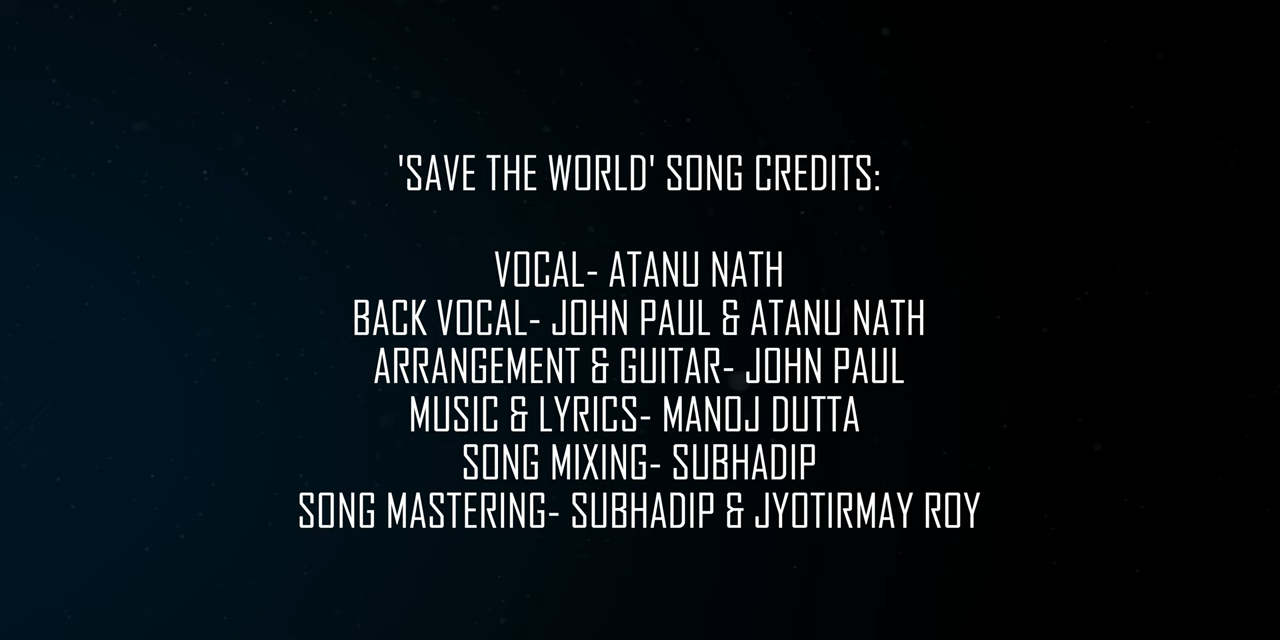 'SAVE THE WORLD' SONG CREDITS:
VOCAL- ATANU NATH
BACK VOCAL- JOHN PAUL & ATANU NATH
ARRANGEMENT & GUITAR- JOHN PAUL
MUSIC & LYRICS- MANOJ DUTTA
SONG MIXING- SUBHADIP
SONG MASTERING- SUBHADIP & JYOTIRMAY ROY